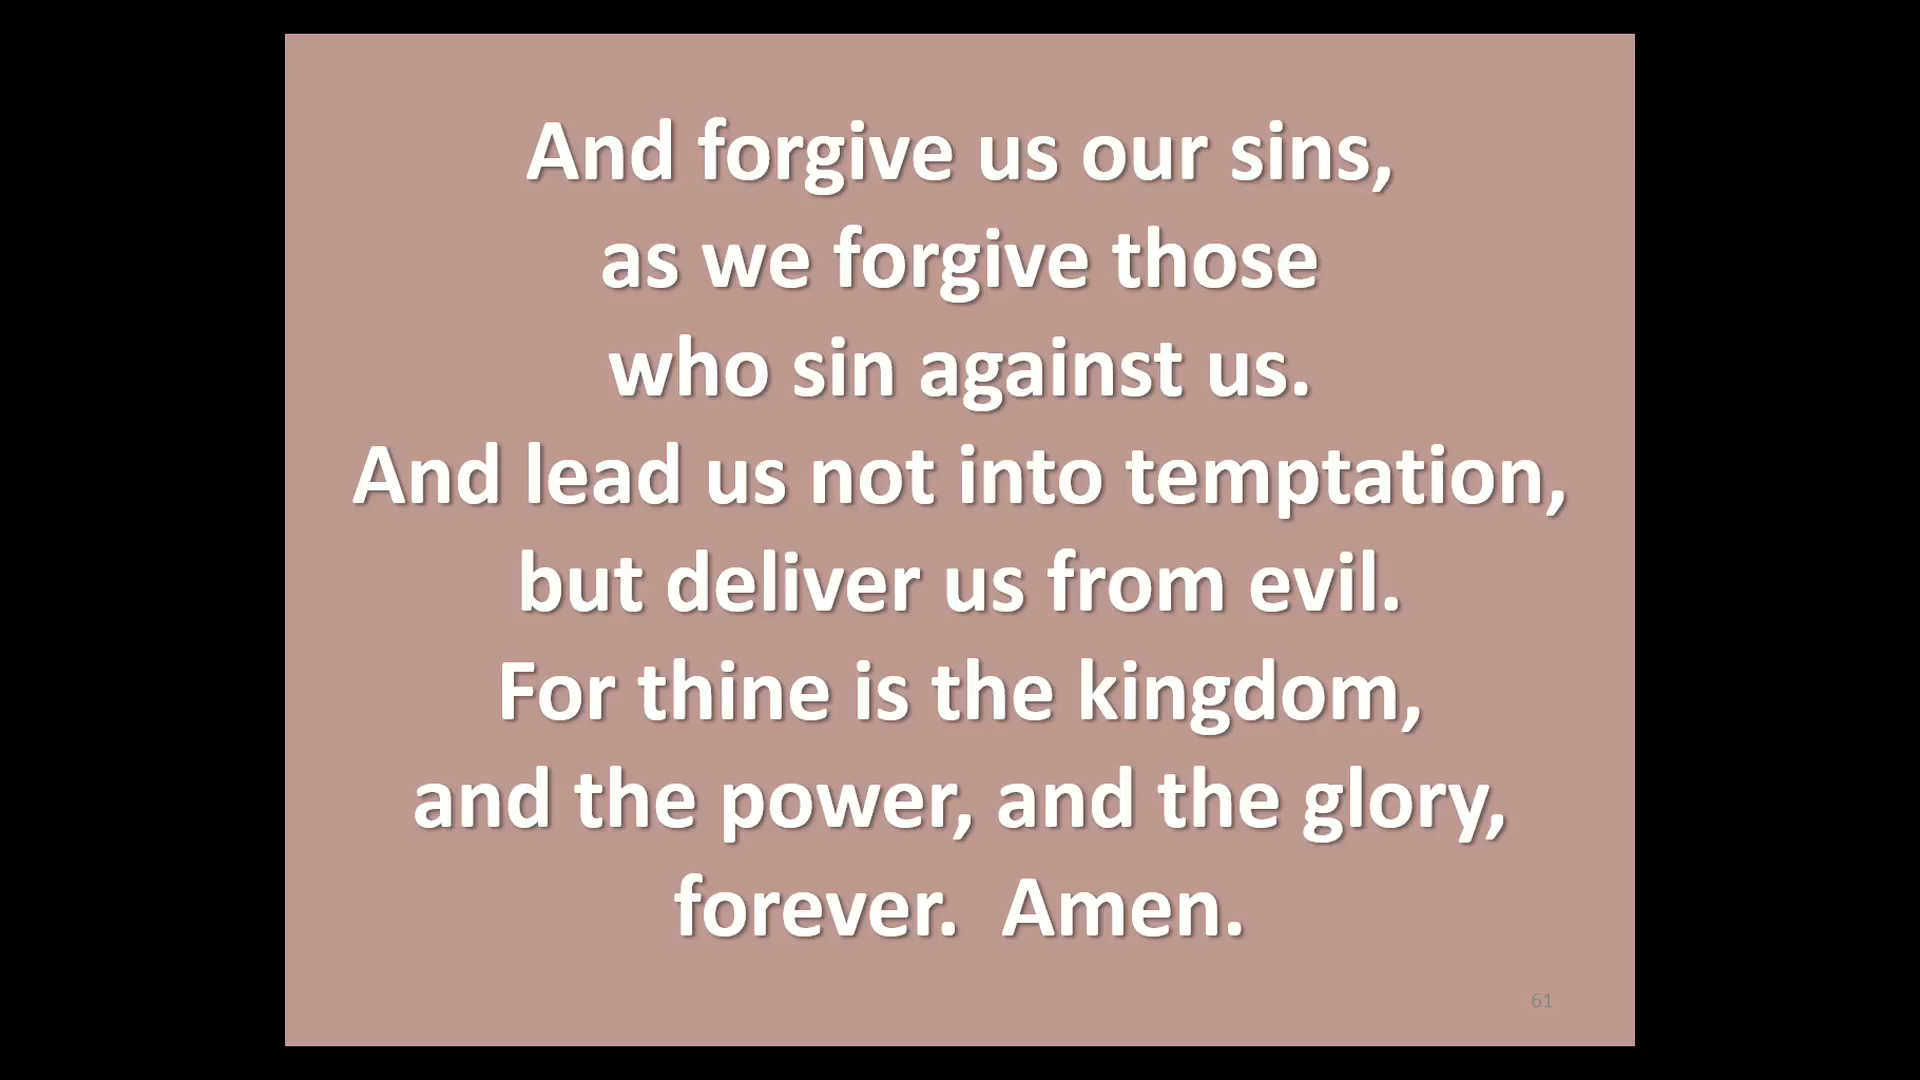 And forgive us our sins,
as we forgive those
who sin against us.
And lead us not into temptation,
but deliver us from evil.
For thine is the kingdom,
and the power, and the glory,
forever.  Amen.
61